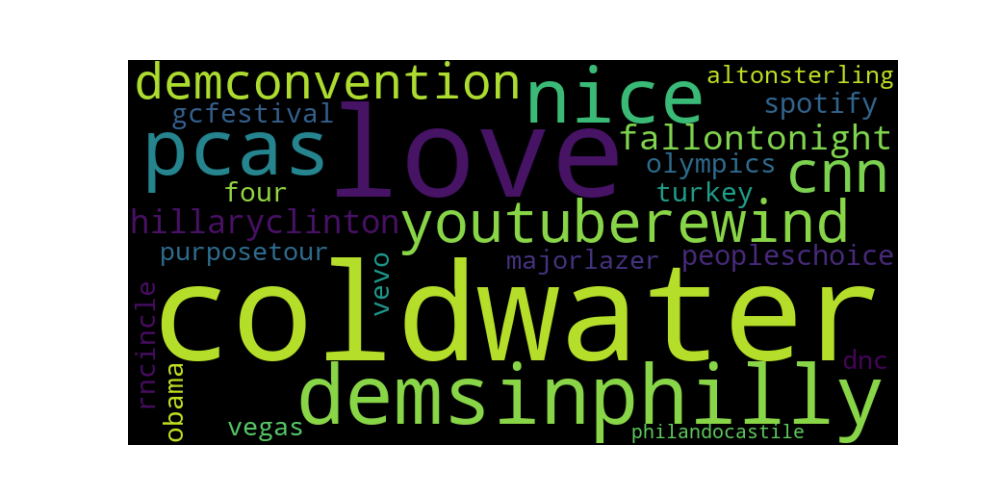 demconvention
nice
altonsterling
gcfestival
love
spotify
pcas
fallontonight
olympics
cnn
four
turkey
hillaryclinton
youtuberewind
purposetour
vevo
majorlazer
peopleschoice
rncincle
coldwater
dnc
obama
demsinphilly
vegas
philandocastile